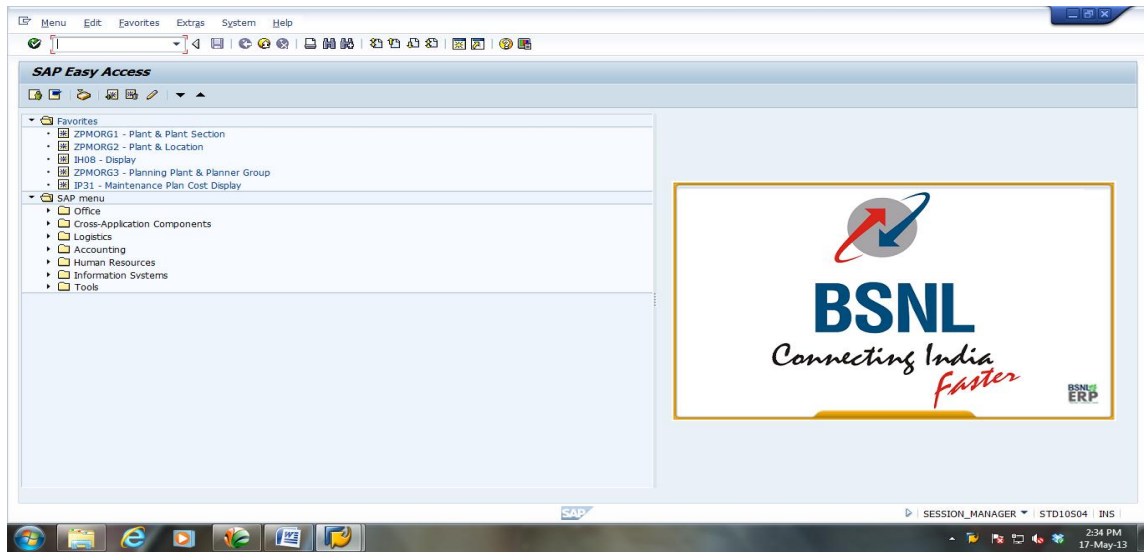 Menu Edit Favorites Extras System Help
SAP Easy Access
Favorites
ZPMORG1 - Plant & Plant Section
ZPMORG2 - Plant & Location
IH08 - Display
ZPMORG3 - Planning Plant & Planner Group
IP31 - Maintenance Plan Cost Display
SAP menu
Office
Cross-Application Components
Logistics
Accounting
Human Resources
Information Systems
Tools
BSNL
Connecting India
Faster
BSNL
ERP
SAP
SESSION_MANAGER STD10S04 INS
2:34 PM
17-May-13